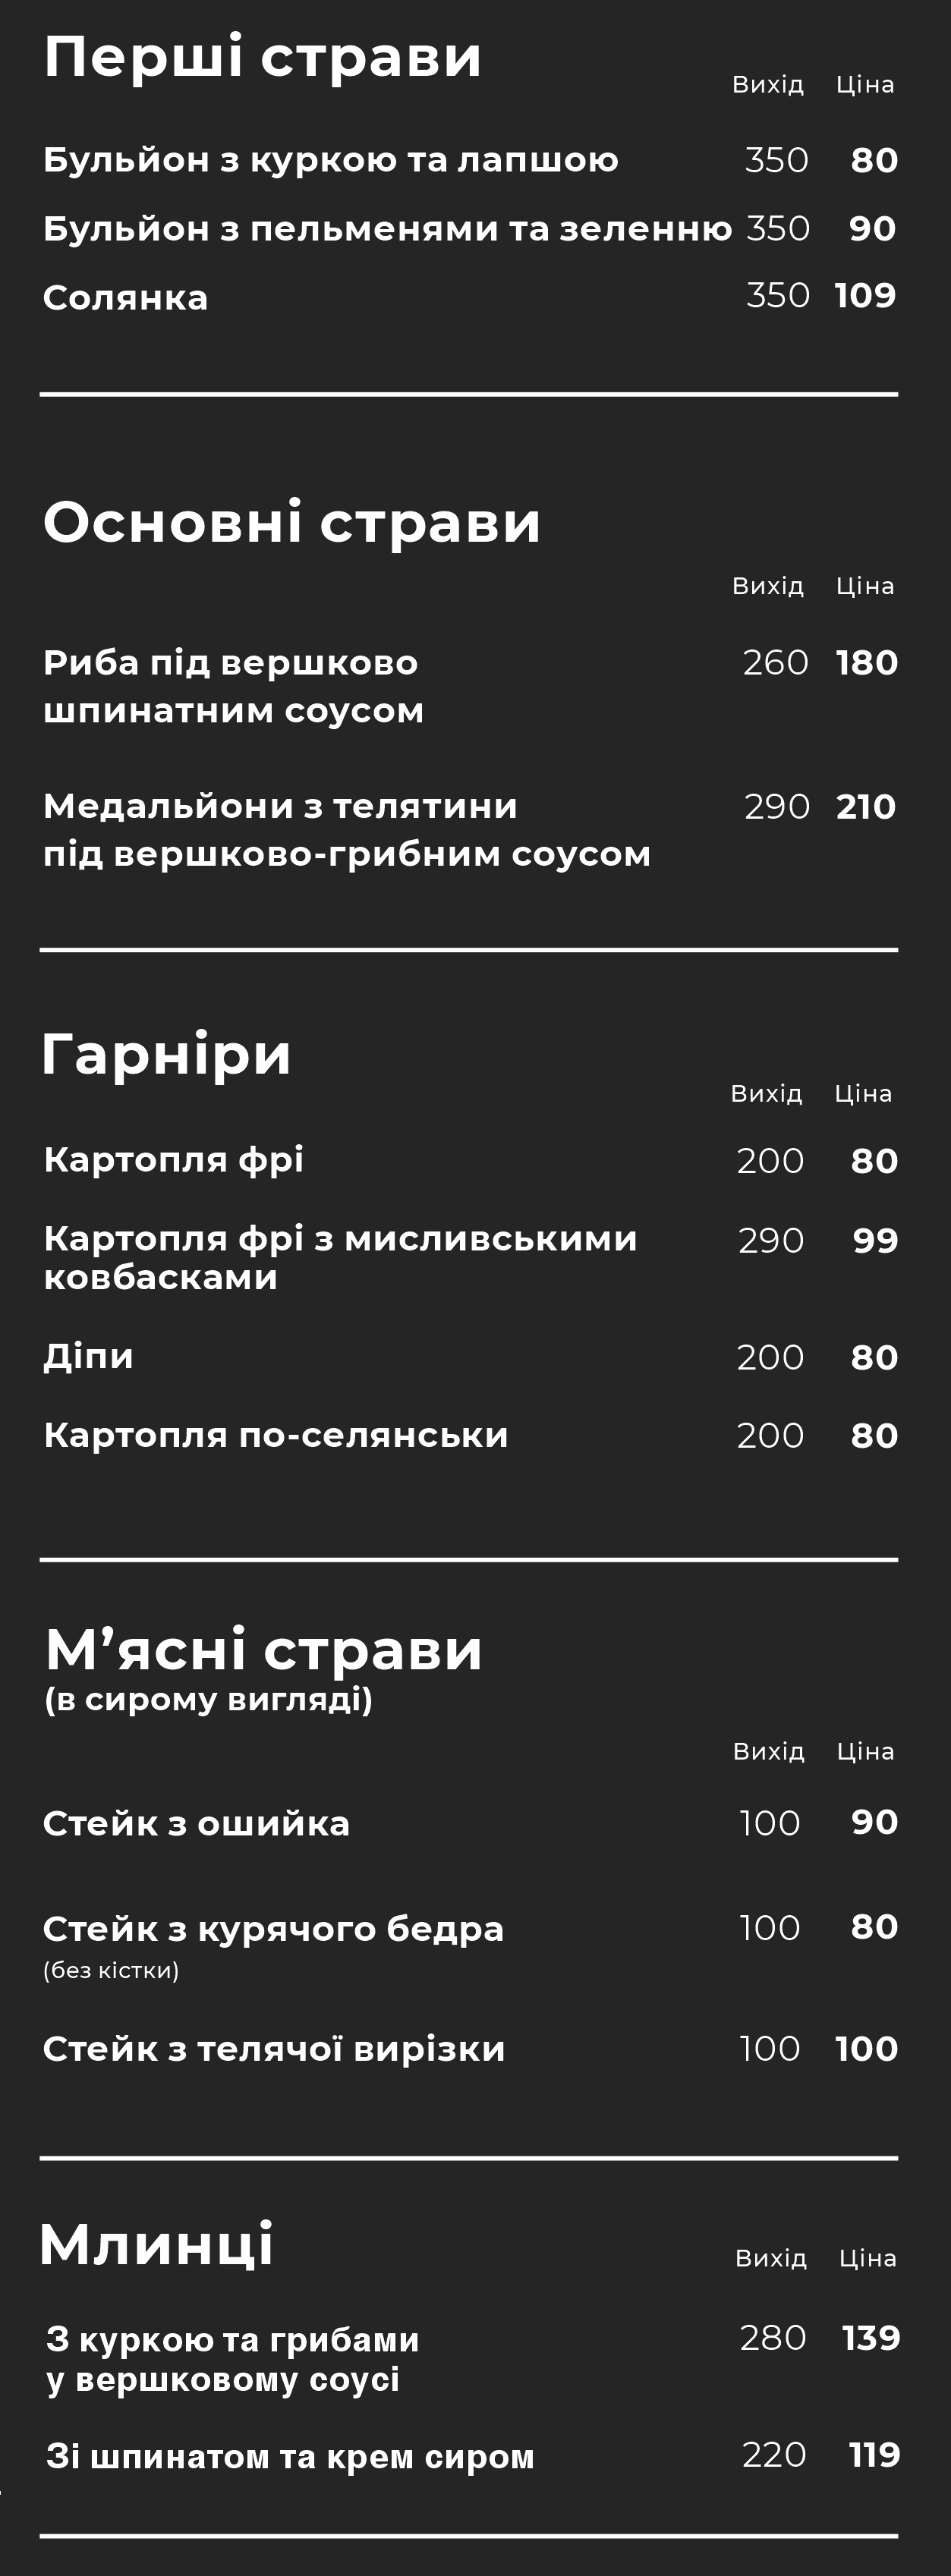 Перші страви
Вихід Ціна
Бульйон з куркою та лапшою 350 80
Бульйон з пельменями та зеленню 350 90
Солянка 350 109
Основні страви
Вихід Ціна
Риба під вершково 260 180
шпинатним соусом
Медальйони з телятини 290 210
під вершково-грибним соусом
Гарніри
Вихід Ціна
Картопля фрі 200 80
Картопля фрі з мисливськими 290 99
ковбасками
Діпи 200 80
Картопля по-селянськи 200 80
М’ясні страви
(в сирому вигляді)
Вихід Ціна
Стейк з ошийка 100 90
Стейк з курячого бедра 100 80
(без кістки)
Стейк з телячої вирізки 100 100
Млинці
Вихід Ціна
З куркою та грибами 280 139
у вершковому соусі
Зі шпинатом та крем сиром 220 119